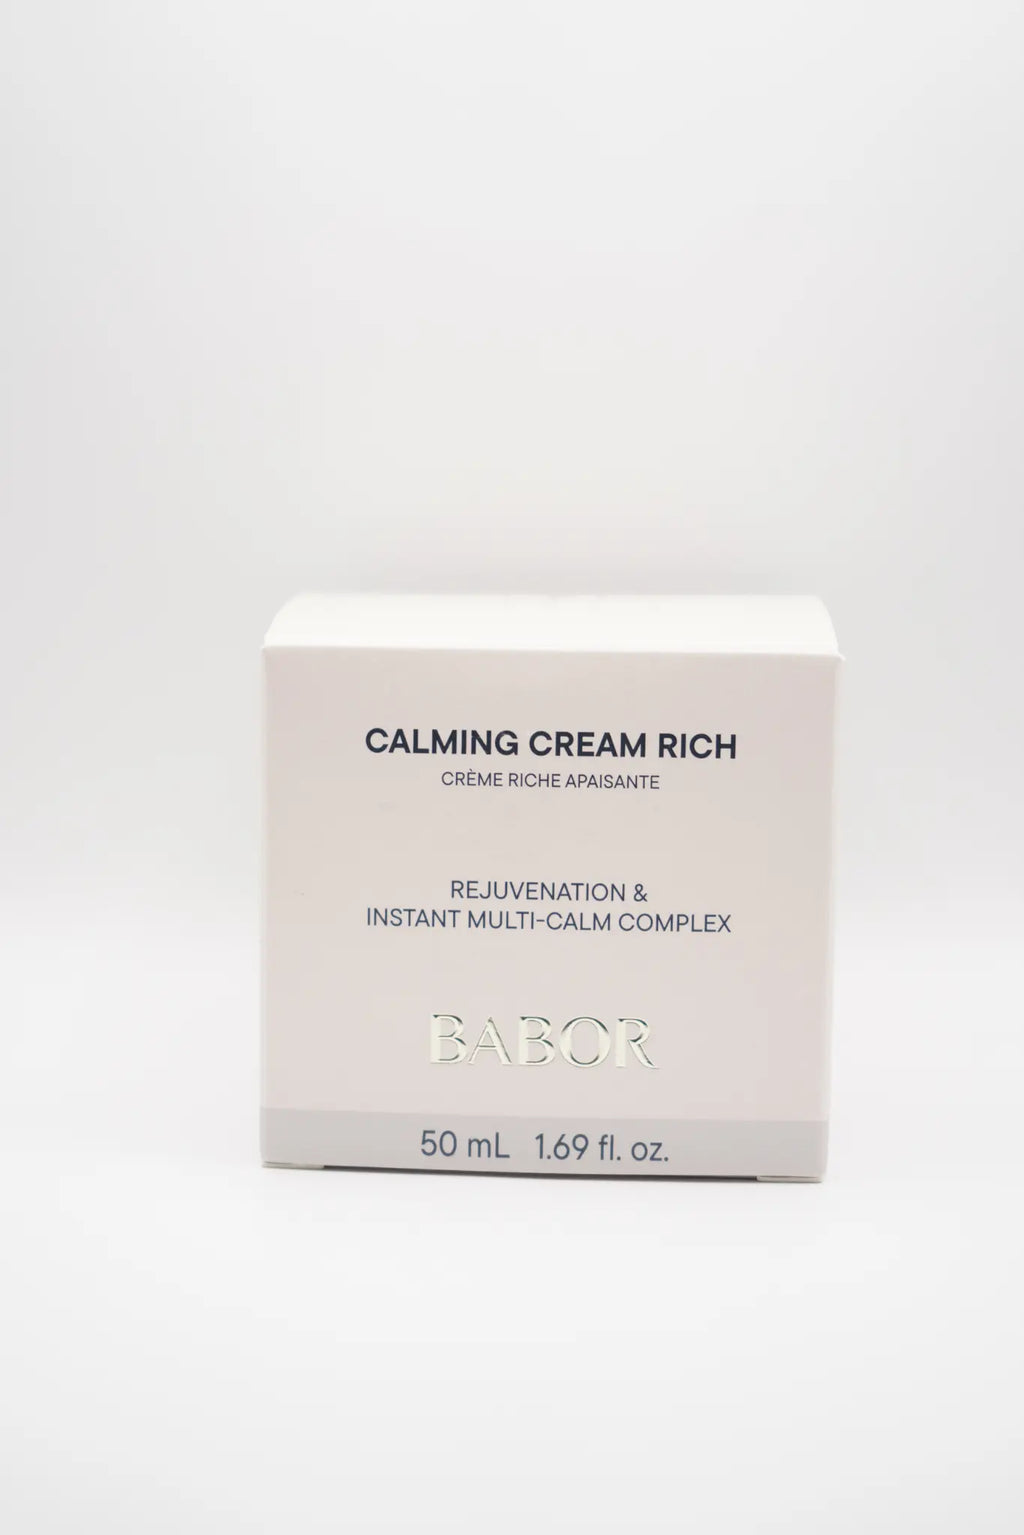 CALMING CREAM RICH
CRÈME RICHE APAISANTE
REJUVENATION &
INSTANT MULTI-CALM COMPLEX
BABOR
50 mL 1.69 fl. oz.